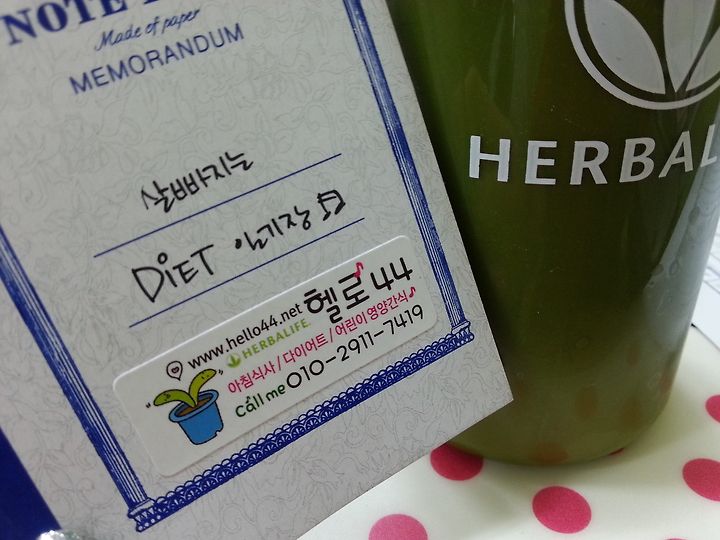 NOTE
Made of paper
MEMORANDUM
살빠지는
DiET 일기장
www.hello44.net 헬로44
HERBALIFE.
아침식사 / 다이어트 / 어린이 영양간식
Call me 010-2911-7419
HERBAL